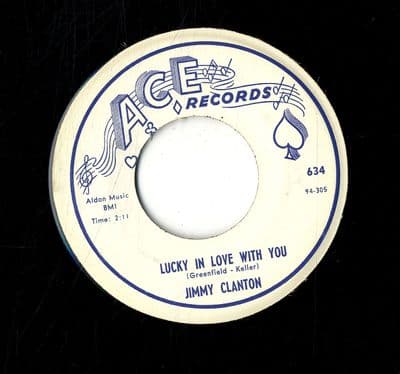 ACE
RECORDS
634
94-305
Aldon Music
BMI
Time: 2:11
LUCKY IN LOVE WITH YOU
(Greenfield - Keller)
JIMMY CLANTON